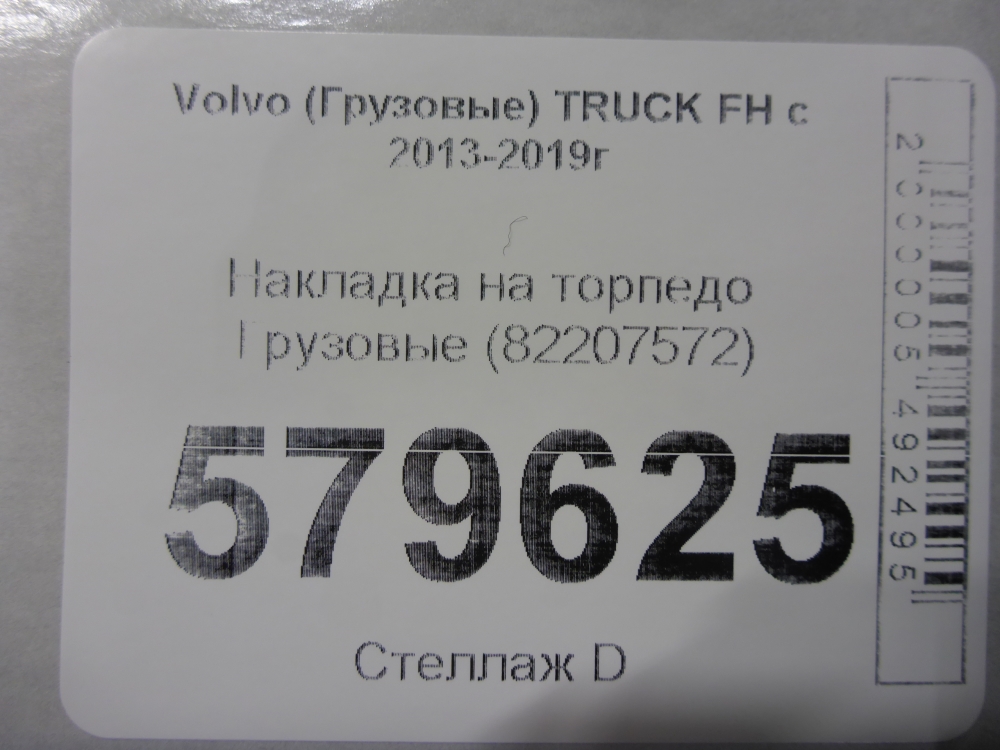 Volvo (Грузовые) TRUCK FH с
2013-2019г
Накладка на торпедо
Грузовые (82207572)
579625
Стеллаж D
2000005492495